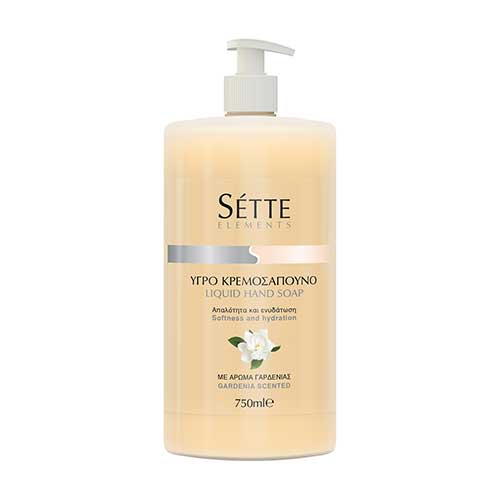 SÉTTE
ELEMENTS
ΥΓΡΟ ΚΡΕΜΟΣΑΠΟΥΝΟ
LIQUID HAND SOAP
Απαλότητα και ενυδάτωση
Softness and hydration
ΜΕ ΑΡΩΜΑ ΓΑΡΔΕΝΙΑΣ
GARDENIA SCENTED
750ml℮